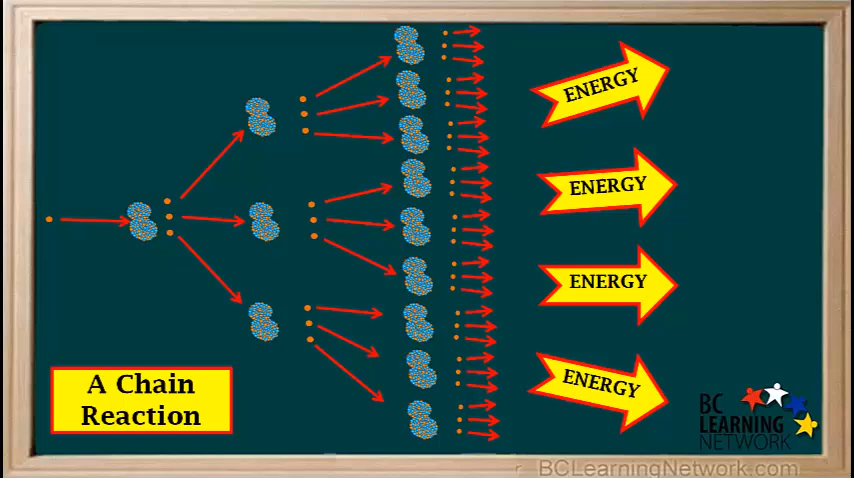 ENERGY
ENERGY
ENERGY
ENERGY
A Chain
Reaction
BC
LEARNING
NETWORK
BCLearningNetwork.com